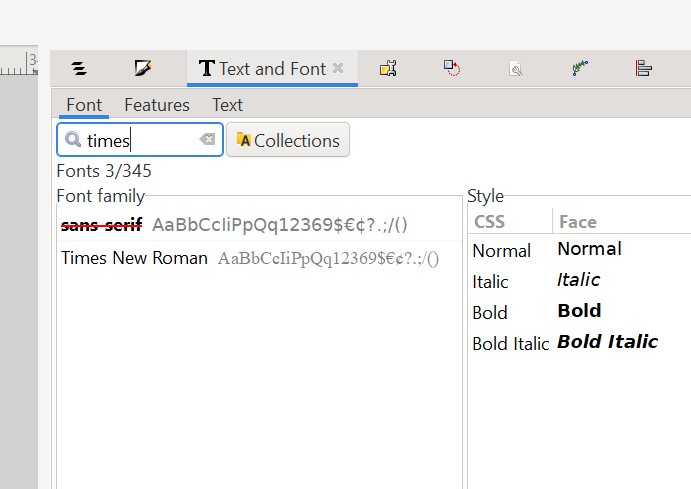 Text and Font
Font Features Text
times Collections
Fonts 3/345
Font family
sans-serif AaBbCcIiPpQq12369$€¢?.;/()
Times New Roman AaBbCcIiPpQq12369$€¢?.;/()
Style
CSS Face
Normal Normal
Italic Italic
Bold Bold
Bold Italic Bold Italic